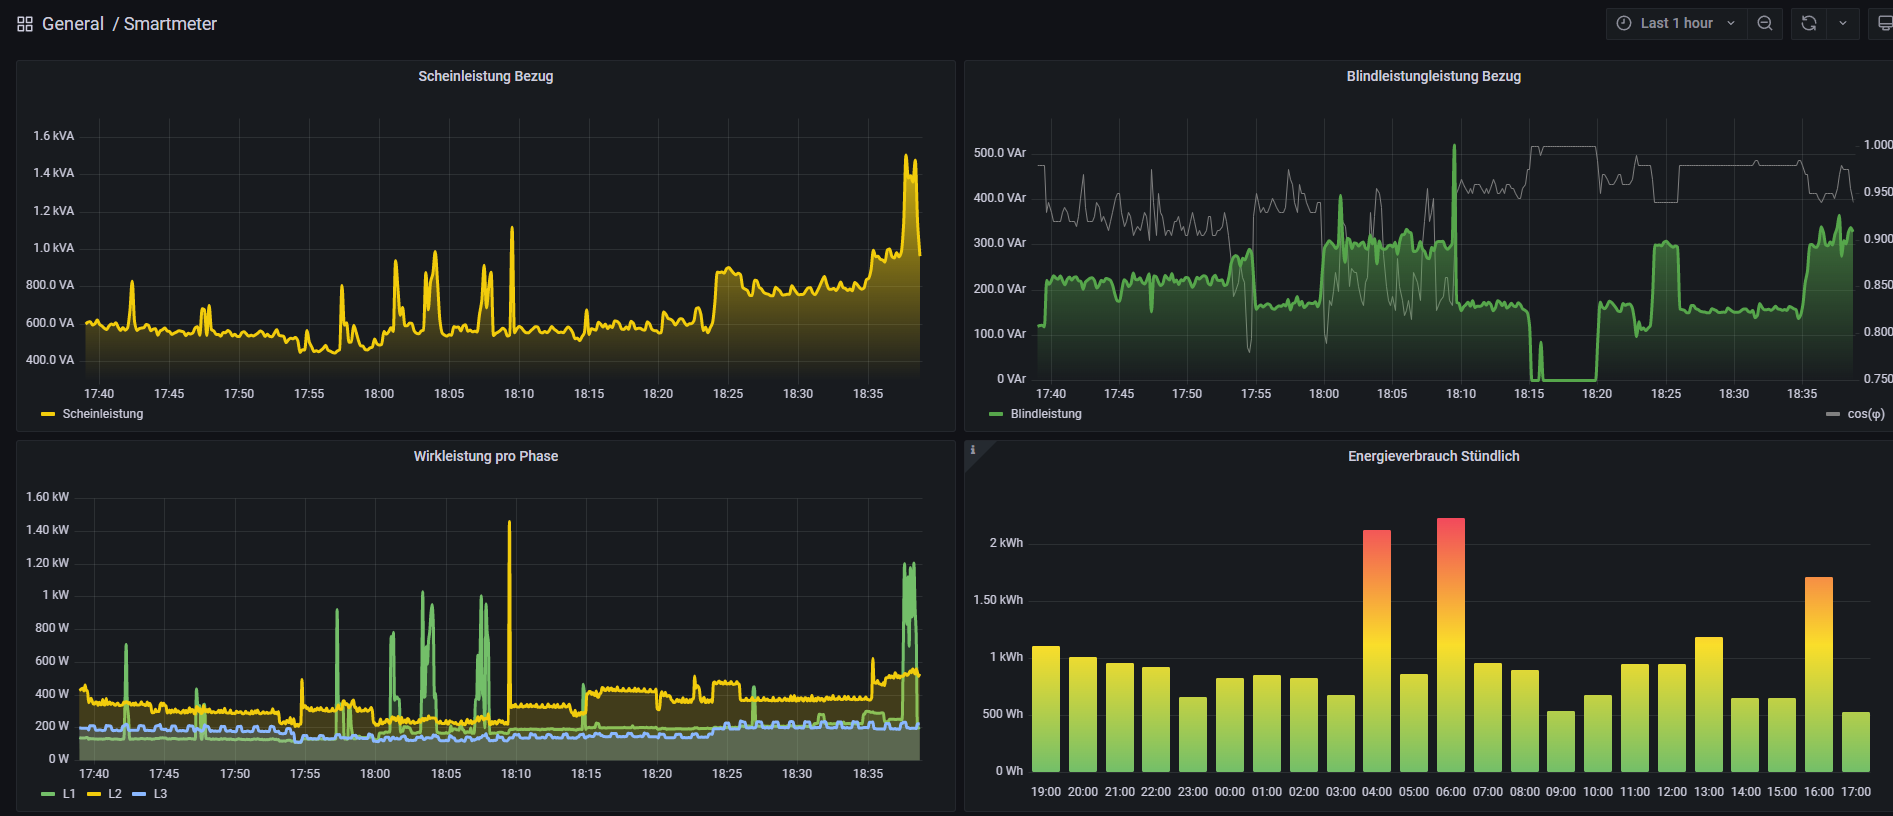 General / Smartmeter
Last 1 hour
Scheinleistung Bezug
1.6 kVA
1.4 kVA
1.2 kVA
1.0 kVA
800.0 VA
600.0 VA
400.0 VA
17:40 17:45 17:50 17:55 18:00 18:05 18:10 18:15 18:20 18:25 18:30 18:35
Scheinleistung
Blindleistungleistung Bezug
500.0 VAr
400.0 VAr
300.0 VAr
200.0 VAr
100.0 VAr
0 VAr
1.000
0.950
0.900
0.850
0.800
0.750
17:40 17:45 17:50 17:55 18:00 18:05 18:10 18:15 18:20 18:25 18:30 18:35
Blindleistung
cos(φ)
Wirkleistung pro Phase
1.60 kW
1.40 kW
1.20 kW
1 kW
800 W
600 W
400 W
200 W
0 W
17:40 17:45 17:50 17:55 18:00 18:05 18:10 18:15 18:20 18:25 18:30 18:35
L1 L2 L3
i
Energieverbrauch Stündlich
2 kWh
1.50 kWh
1 kWh
500 Wh
0 Wh
19:00 20:00 21:00 22:00 23:00 00:00 01:00 02:00 03:00 04:00 05:00 06:00 07:00 08:00 09:00 10:00 11:00 12:00 13:00 14:00 15:00 16:00 17:00